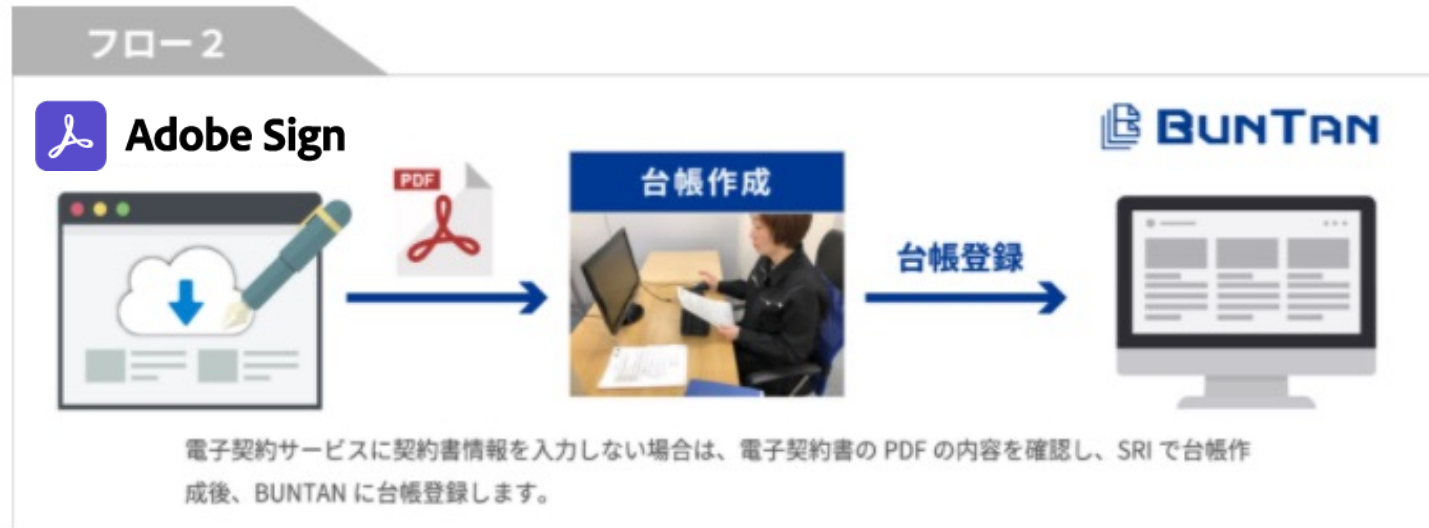 フロー2
Adobe Sign
BUNTAN
PDF
台帳作成
台帳登録
電子契約サービスに契約書情報を入力しない場合は、電子契約書の PDF の内容を確認し、SRI で台帳作
成後、BUNTAN に台帳登録します。